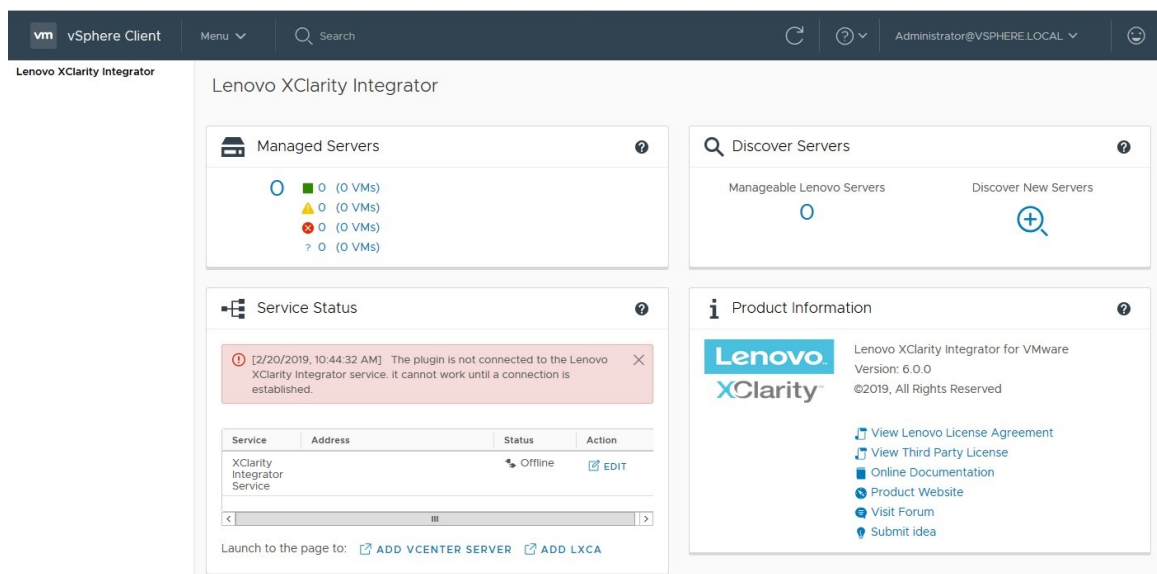 vm vSphere Client Menu Search Administrator@VSPHERE.LOCAL
Lenovo XClarity Integrator
Lenovo XClarity Integrator
Managed Servers
0
0 (0 VMs)
0 (0 VMs)
0 (0 VMs)
? 0 (0 VMs)
Discover Servers
Manageable Lenovo Servers
0
Discover New Servers
Service Status
[2/20/2019, 10:44:32 AM] The plugin is not connected to the Lenovo
XClarity Integrator service. it cannot work until a connection is
established.
Service Address Status Action
XClarity
Integrator
Service
Offline
EDIT
Launch to the page to: ADD VCENTER SERVER ADD LXCA
Product Information
Lenovo
XClarity
Lenovo XClarity Integrator for VMware
Version: 6.0.0
©2019, All Rights Reserved
View Lenovo License Agreement
View Third Party License
Online Documentation
Product Website
Visit Forum
Submit idea